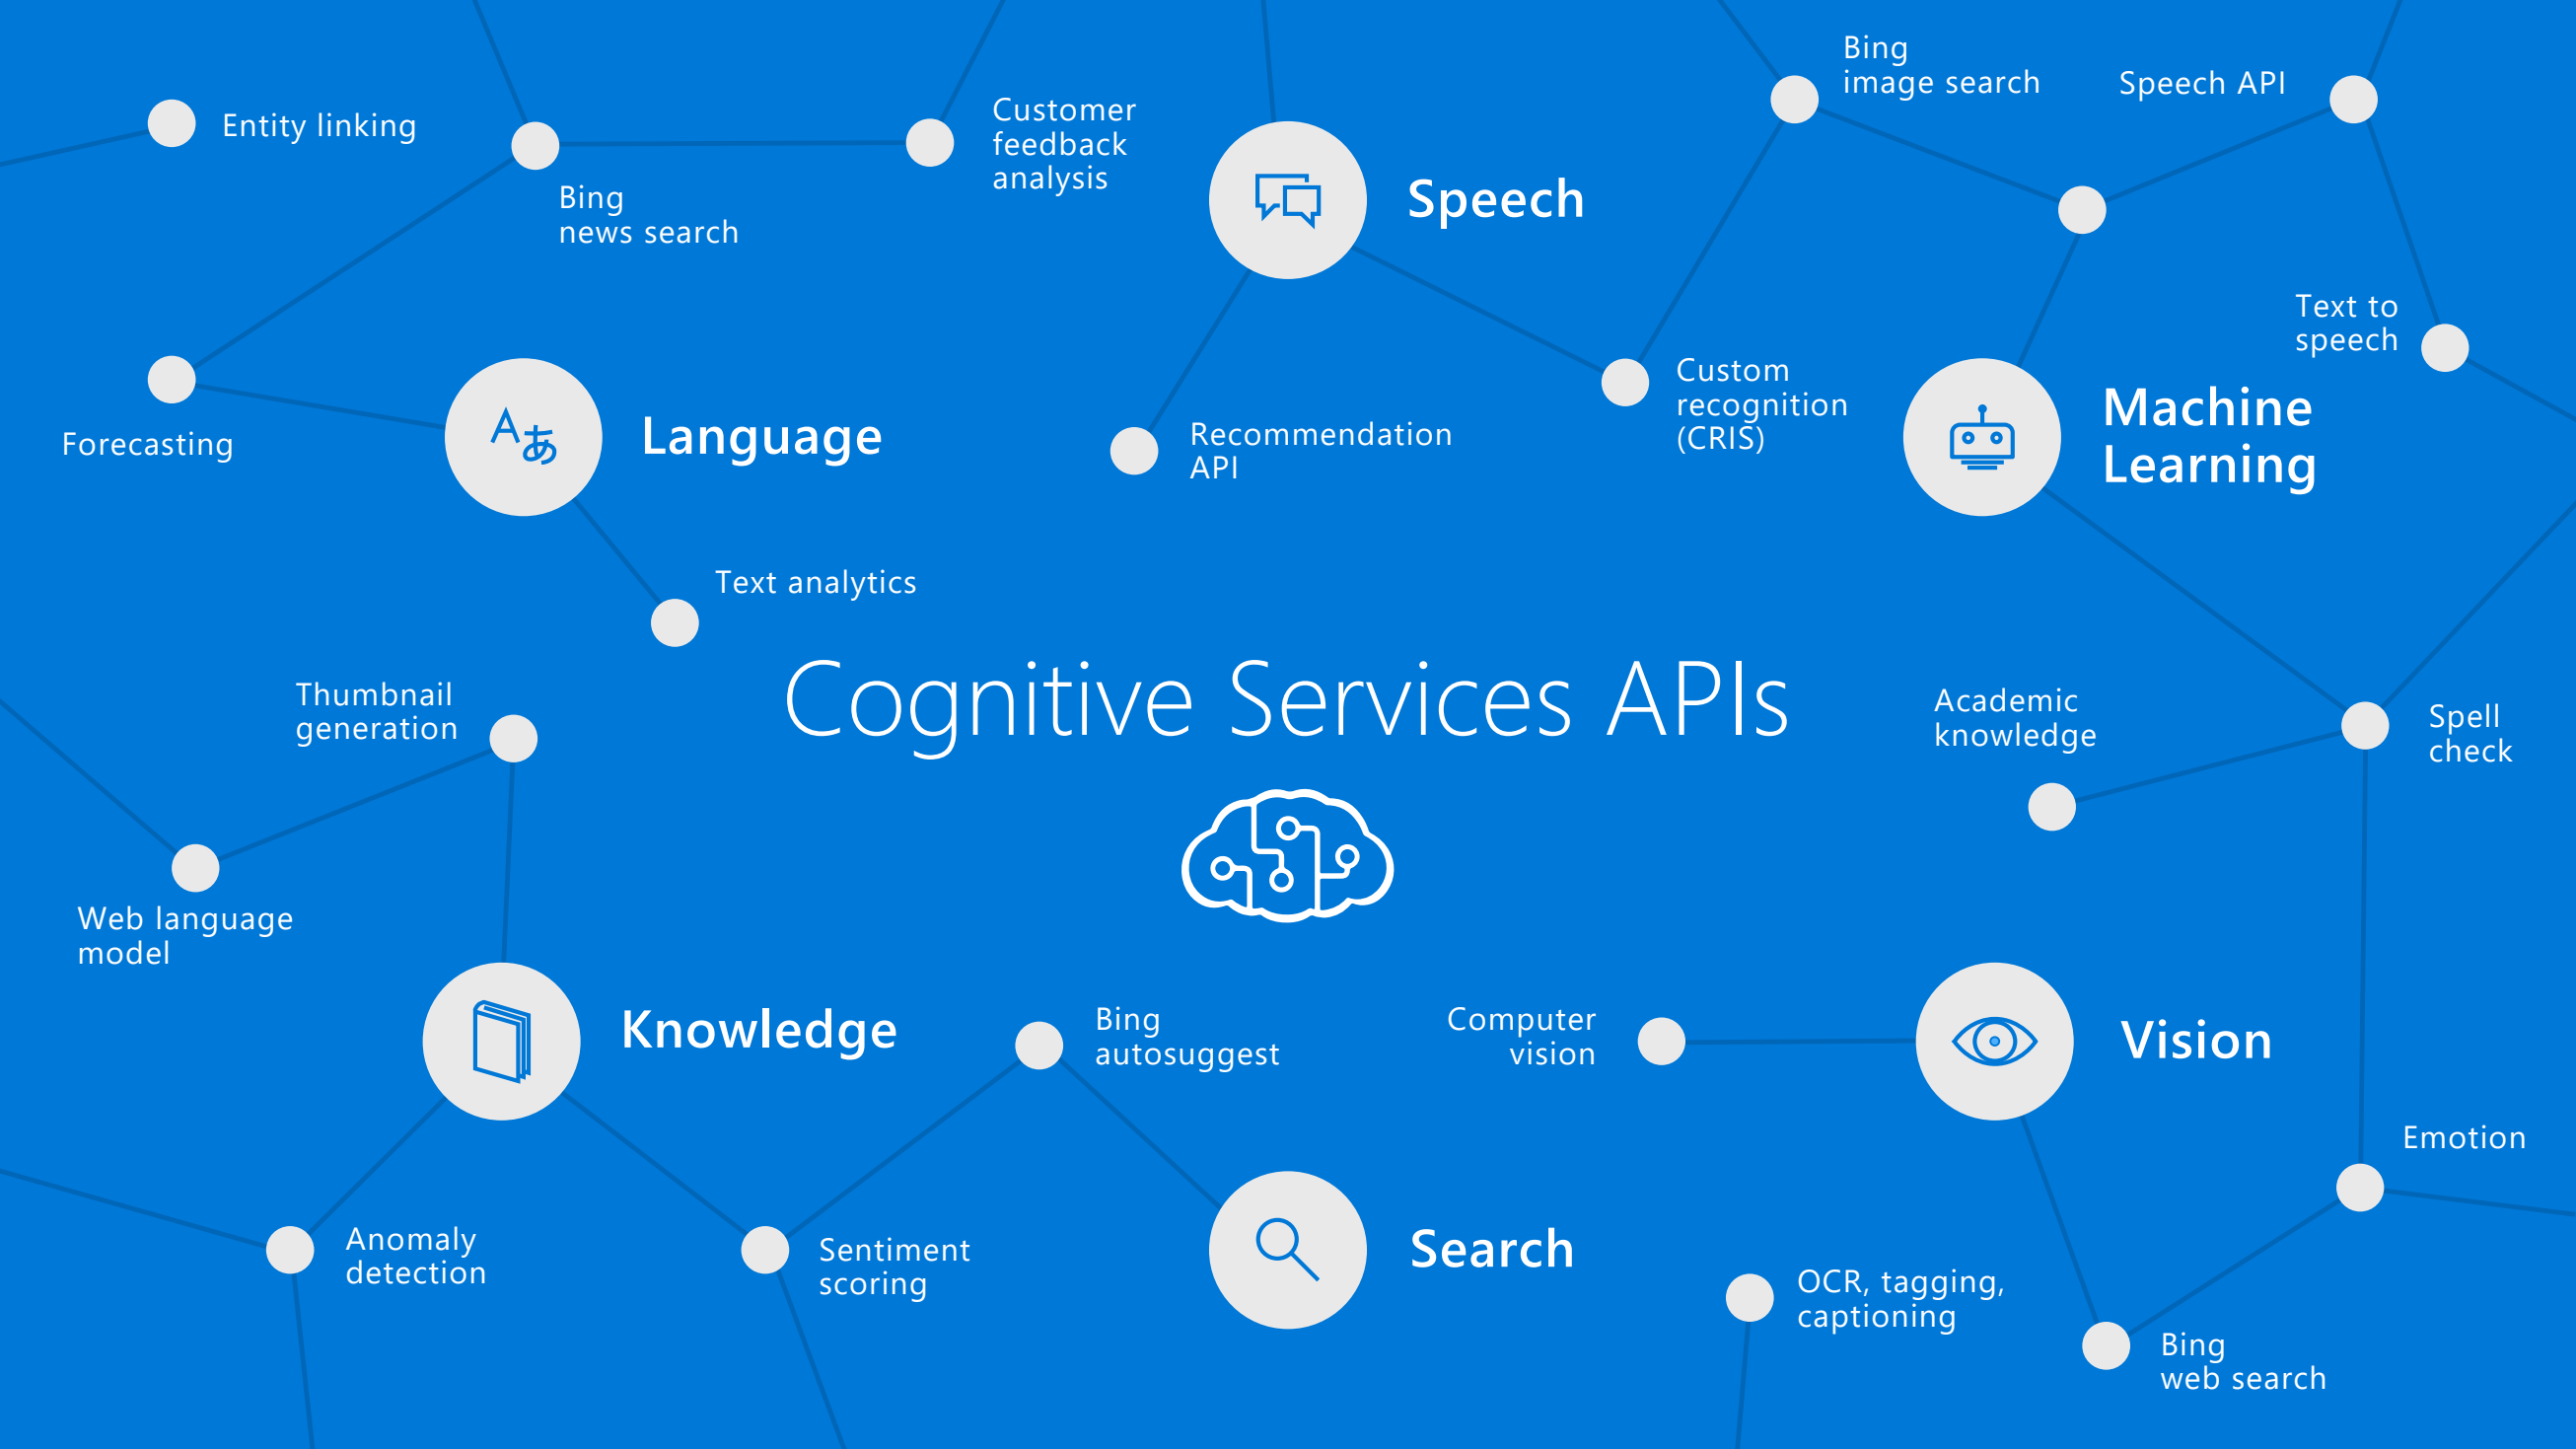 Entity linking
Bing
news search
Customer
feedback
analysis
Speech
Bing
image search
Speech API
Text to
speech
Forecasting
A あ
Language
Recommendation
API
Custom
recognition
(CRIS)
Machine
Learning
Text analytics
Thumbnail
generation
Cognitive Services APIs
Academic
knowledge
Spell
check
Web language
model
Knowledge
Bing
autosuggest
Computer
vision
Vision
Emotion
Anomaly
detection
Sentiment
scoring
Search
OCR, tagging,
captioning
Bing
web search